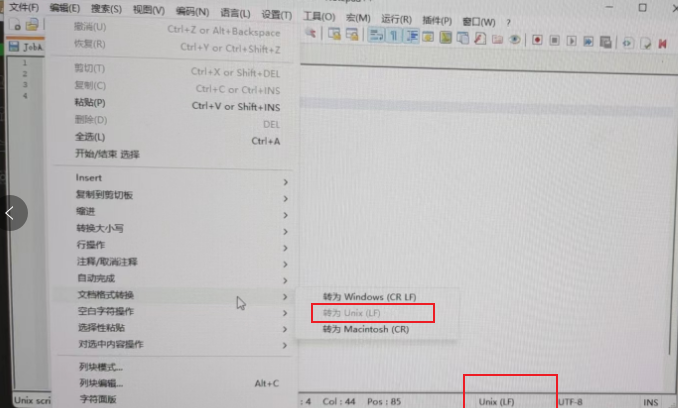 文件(F) 编辑(E) 搜索(S) 视图(V) 编码(N) 语言(L) 设置(T) 工具(O) 宏(M) 运行(R) 插件(P) 窗口(W) ?
撤消(U) Ctrl+Z or Alt+Backspace
恢复(R) Ctrl+Y or Ctrl+Shift+Z
1
2
3
4
剪切(T) Ctrl+X or Shift+DEL
复制(C) Ctrl+C or Ctrl+INS
粘贴(P) Ctrl+V or Shift+INS
删除(D) DEL
全选(L) Ctrl+A
开始/结束 选择
Insert
复制到剪切板
缩进
转换大小写
行操作
注释/取消注释
自动完成
文档格式转换
转为 Windows (CR LF)
转为 Unix (LF)
转为 Macintosh (CR)
空白字符操作
选择性粘贴
对选中内容操作
列块模式...
列块编辑... Alt+C
字符面版
Unix scri : 4 Col : 44 Pos : 85 Unix (LF) UTF-8 INS